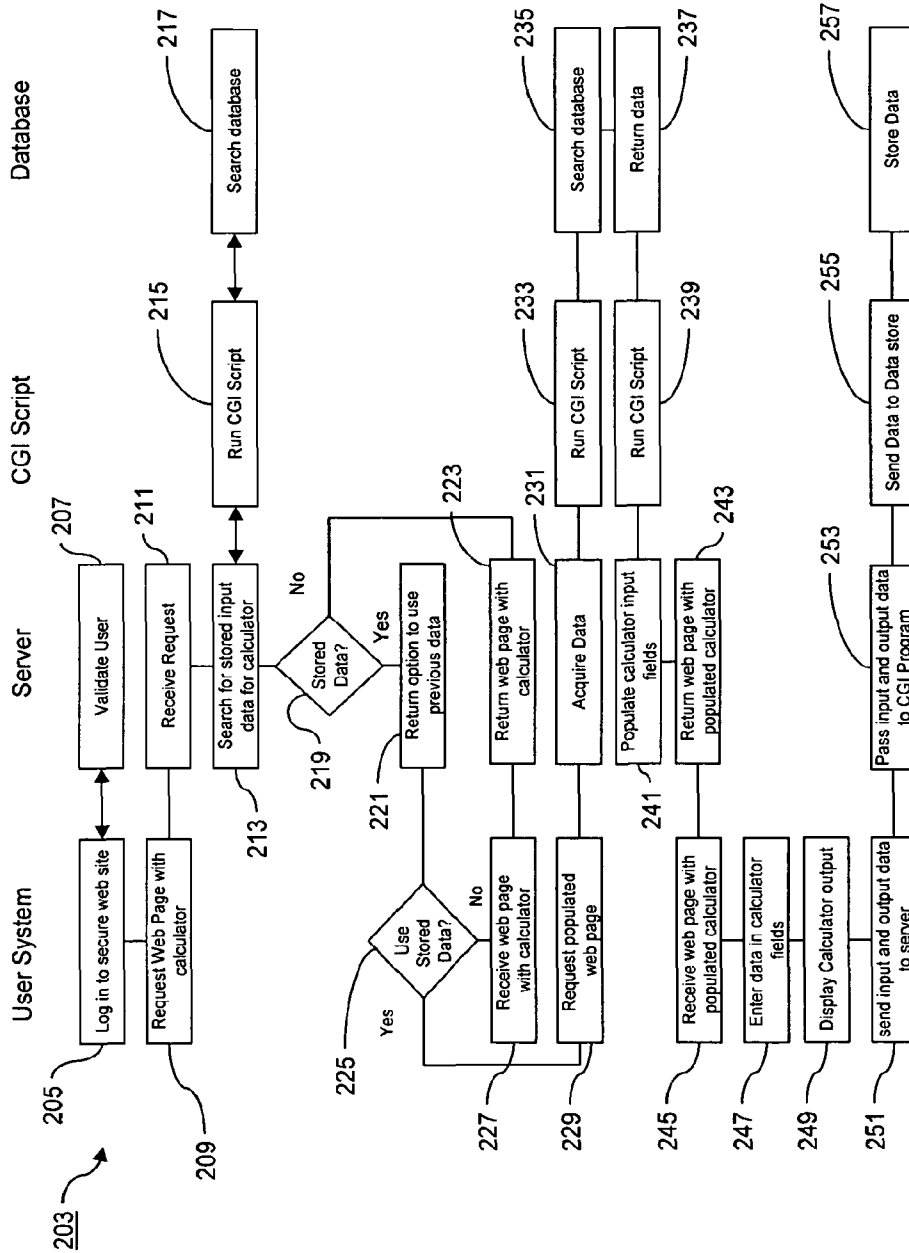 User System
Server
CGI Script
Database
203
205
Log in to secure web site
Validate User
207
209
Request Web Page with
calculator
Receive Request
211
213
Search for stored input
data for calculator
Run CGI Script
215
Search database
217
Stored
Data?
219
No
Yes
Return option to use
previous data
221
Use
Stored
Data?
225
Yes
No
Receive web page
with calculator
227
Return web page with
calculator
223
Request populated
web page
229
Acquire Data
231
Run CGI Script
233
Search database
235
Populate calculator input
fields
241
Run CGI Script
239
Return data
237
Receive web page with
populated calculator
245
Return web page with
populated calculator
243
Enter data in calculator
fields
247
Display Calculator output
249
send input and output data
to server
251
Pass input and output data
to CGI Program
253
Send Data to Data store
255
Store Data
257